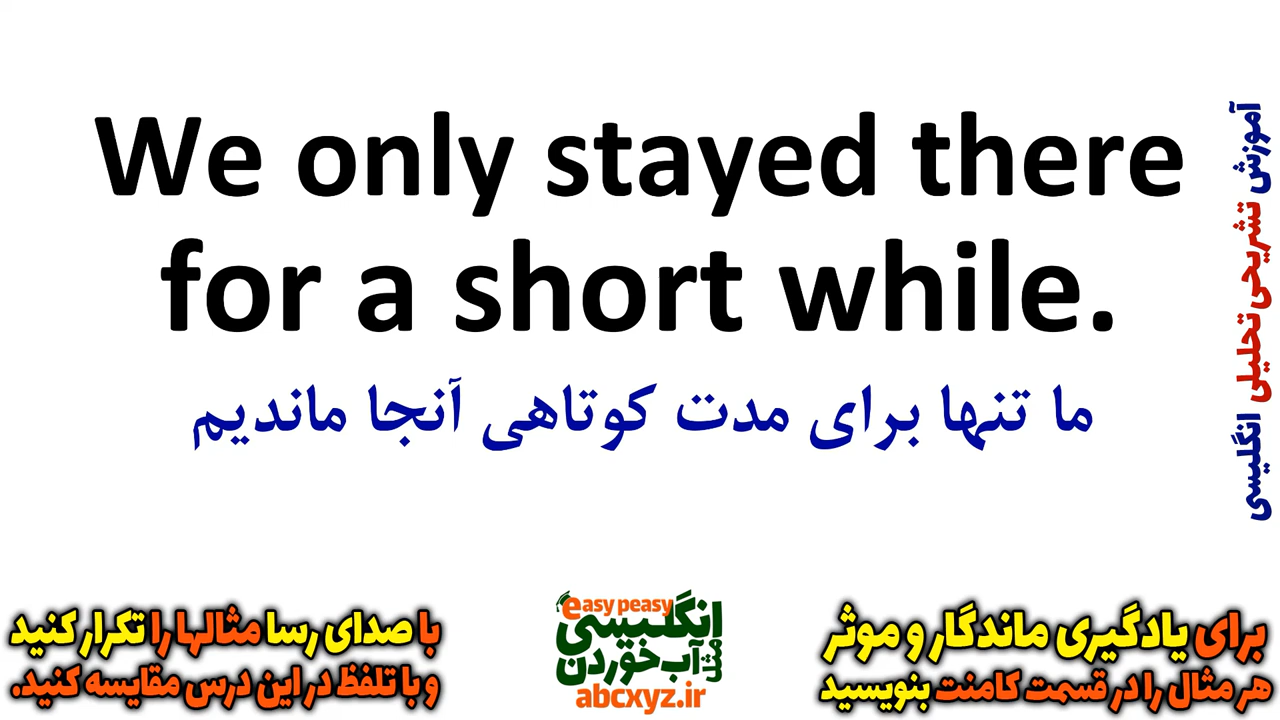 We only stayed there
for a short while.
ما تنها برای مدت کوتاهی آنجا ماندیم
آموزش تشریحی تحلیلی انگلیسی
برای یادگیری ماندگار و موثر
هر مثال را در قسمت کامنت بنویسید
easy peasy
انگلیسی
مثل
آب خوردن
abcxyz.ir
با صدای رسا مثالها را تکرار کنید
و با تلفظ در این درس مقایسه کنید.